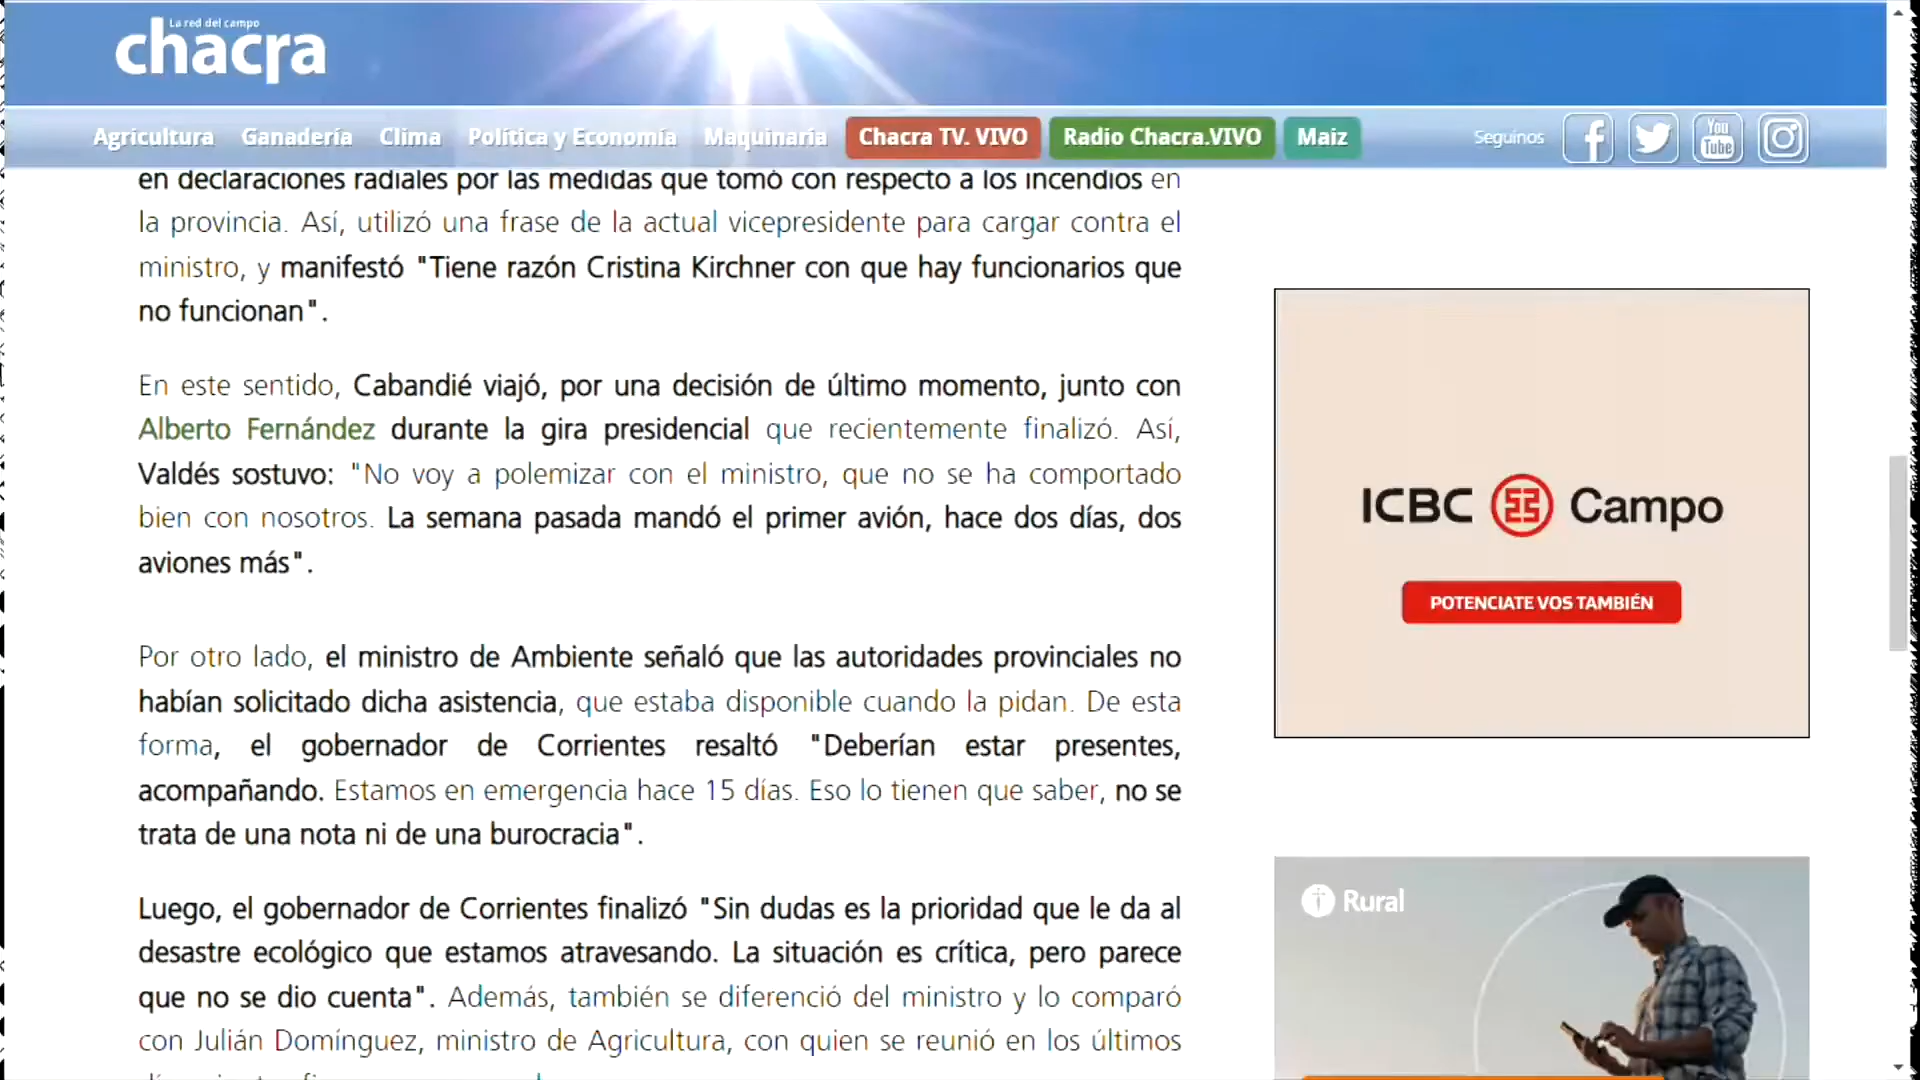 La red del campo
chacra
Agricultura Ganadería Clima Política y Economía Maquinaria Chacra TV. VIVO Radio Chacra.VIVO Maiz Seguinos
You
Tube
en declaraciones radiales por las medidas que tomó con respecto a los incendios en
la provincia. Así, utilizó una frase de la actual vicepresidente para cargar contra el
ministro, y manifestó "Tiene razón Cristina Kirchner con que hay funcionarios que
no funcionan".
En este sentido, Cabandié viajó, por una decisión de último momento, junto con
Alberto Fernández durante la gira presidencial que recientemente finalizó. Así,
Valdés sostuvo: "No voy a polemizar con el ministro, que no se ha comportado
bien con nosotros. La semana pasada mandó el primer avión, hace dos días, dos
aviones más".
Por otro lado, el ministro de Ambiente señaló que las autoridades provinciales no
habían solicitado dicha asistencia, que estaba disponible cuando la pidan. De esta
forma, el gobernador de Corrientes resaltó "Deberían estar presentes,
acompañando. Estamos en emergencia hace 15 días. Eso lo tienen que saber, no se
trata de una nota ni de una burocracia".
Luego, el gobernador de Corrientes finalizó "Sin dudas es la prioridad que le da al
desastre ecológico que estamos atravesando. La situación es crítica, pero parece
que no se dio cuenta". Además, también se diferenció del ministro y lo comparó
con Julián Domínguez, ministro de Agricultura, con quien se reunió en los últimos
ICBC Campo
POTENCIATE VOS TAMBIÉN
Rural